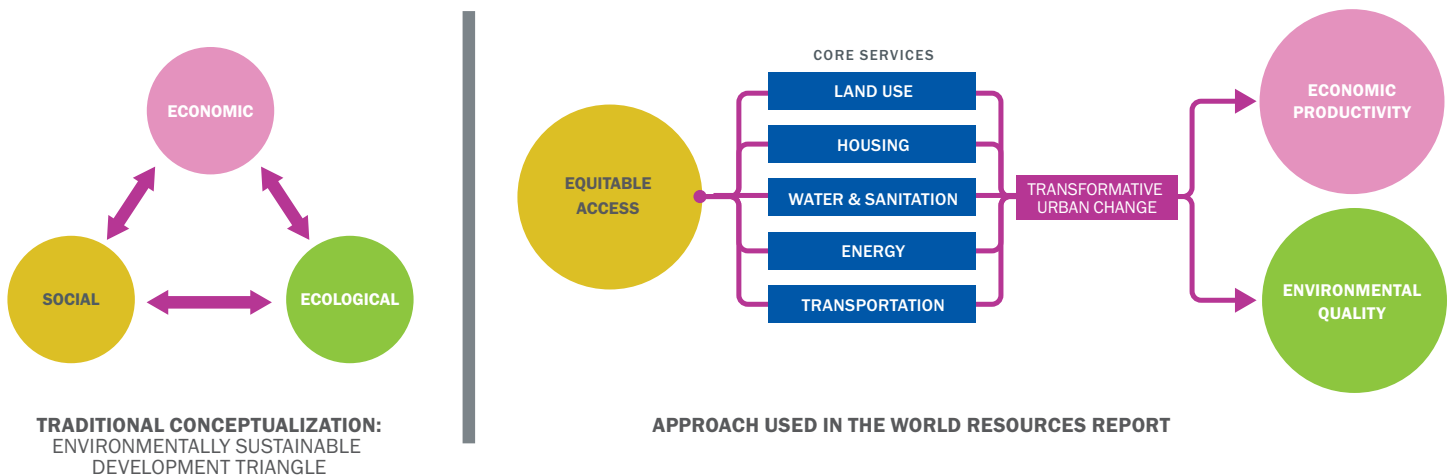 ECONOMIC
SOCIAL
ECOLOGICAL
TRADITIONAL CONCEPTUALIZATION:
ENVIRONMENTALLY SUSTAINABLE
DEVELOPMENT TRIANGLE
EQUITABLE
ACCESS
CORE SERVICES
LAND USE
HOUSING
WATER & SANITATION
ENERGY
TRANSPORTATION
TRANSFORMATIVE
URBAN CHANGE
ECONOMIC
PRODUCTIVITY
ENVIRONMENTAL
QUALITY
APPROACH USED IN THE WORLD RESOURCES REPORT